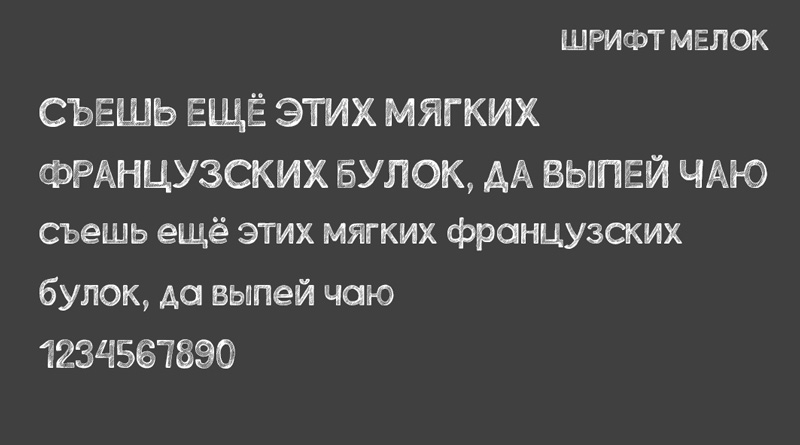 ШРИФТ МЕЛОК
СЪЕШЬ ЕЩЁ ЭТИХ МЯГКИХ
ФРАНЦУЗСКИХ БУЛОК, ДА ВЫПЕЙ ЧАЮ
съешь ещё этих мягких французских
булок, да выпей чаю
1234567890